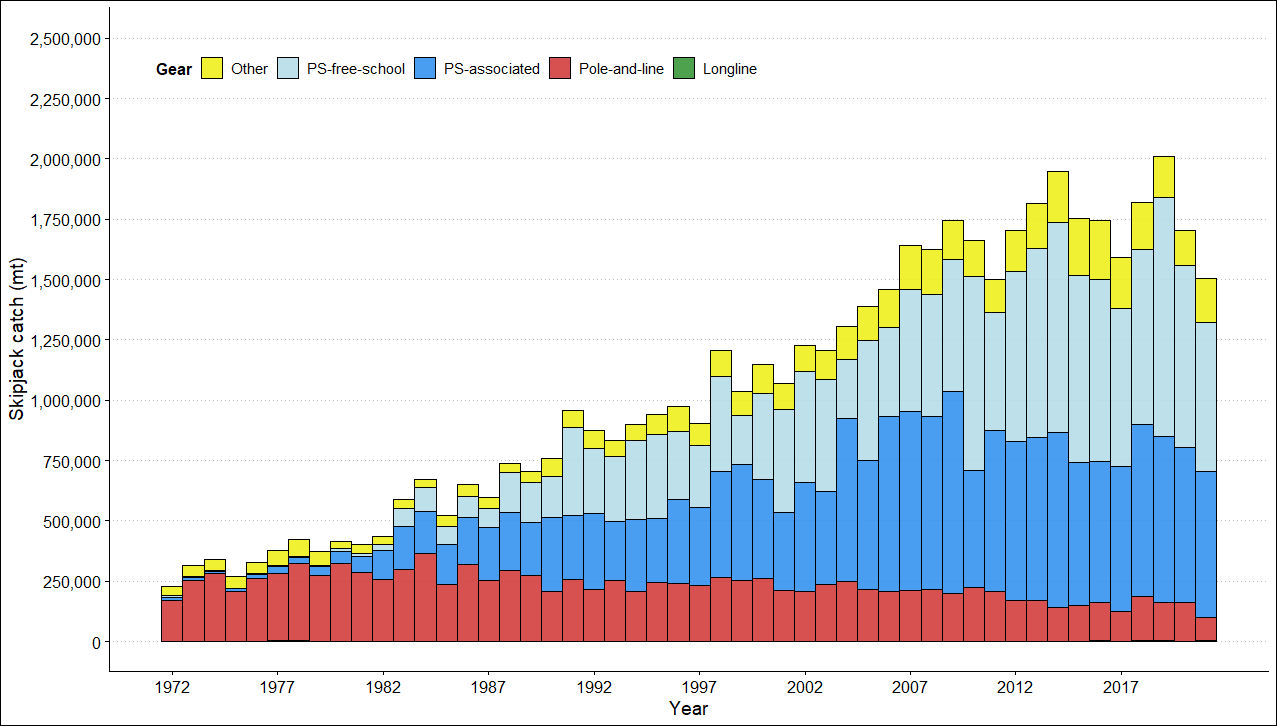 2,500,000
Gear Other PS-free-school PS-associated Pole-and-line Longline
2,250,000
2,000,000
1,750,000
1,500,000
1,250,000
1,000,000
750,000
500,000
250,000
0
Skipjack catch (mt)
1972 1977 1982 1987 1992 1997 2002 2007 2012 2017
Year